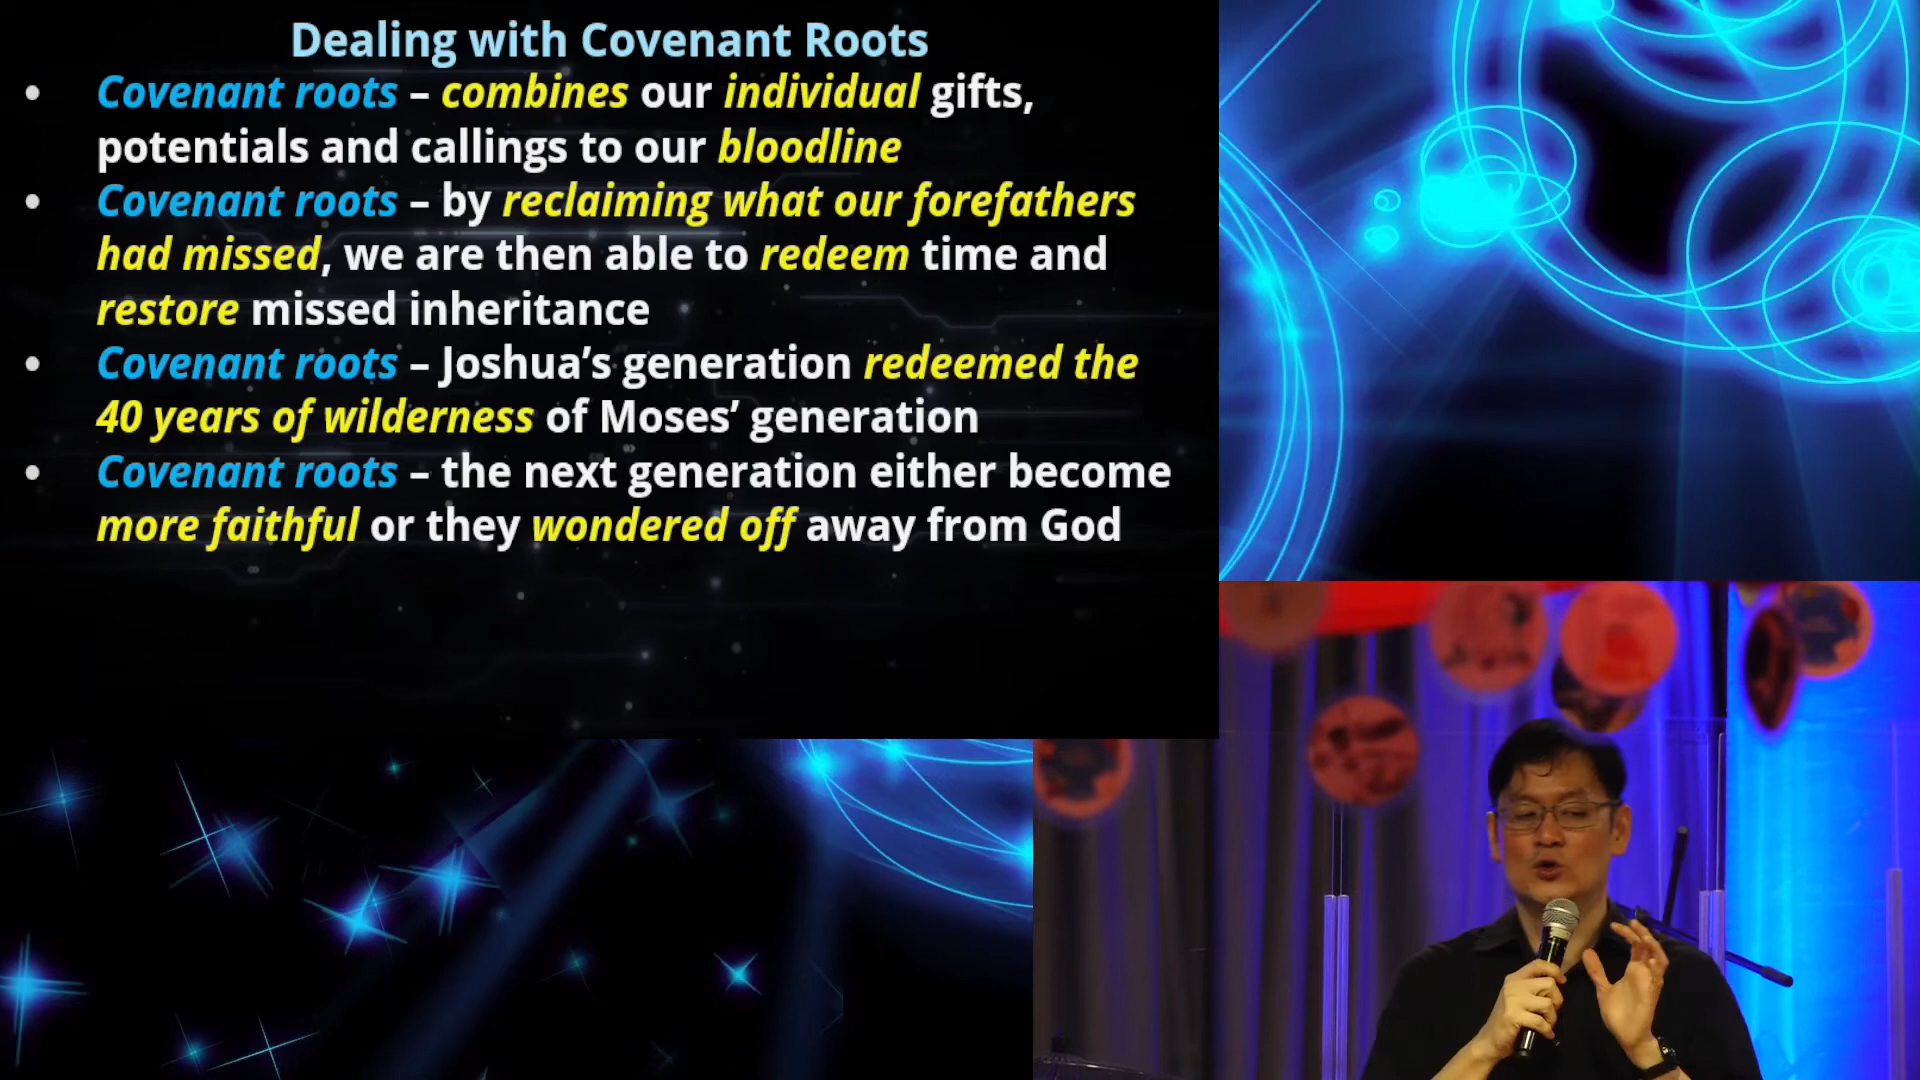 Dealing with Covenant Roots
• Covenant roots – combines our individual gifts,
potentials and callings to our bloodline
• Covenant roots – by reclaiming what our forefathers
had missed, we are then able to redeem time and
restore missed inheritance
• Covenant roots – Joshua’s generation redeemed the
40 years of wilderness of Moses’ generation
• Covenant roots – the next generation either become
more faithful or they wondered off away from God